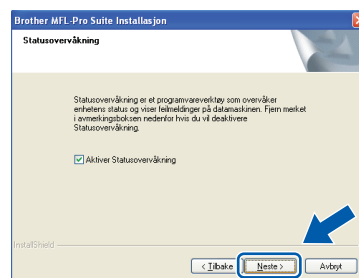 Brother MFL-Pro Suite Installasjon
Statusovervåkning
Statusovervåkning er et programvareverktøy som overvåker
enhetens status og viser feilmeldinger på datamaskinen. Fjern merket
i avmerkingsboksen nedenfor hvis du vil deaktivere
Statusovervåkning.
Aktiver Statusovervåkning
InstallShield
< Tilbake
Neste >
Avbryt